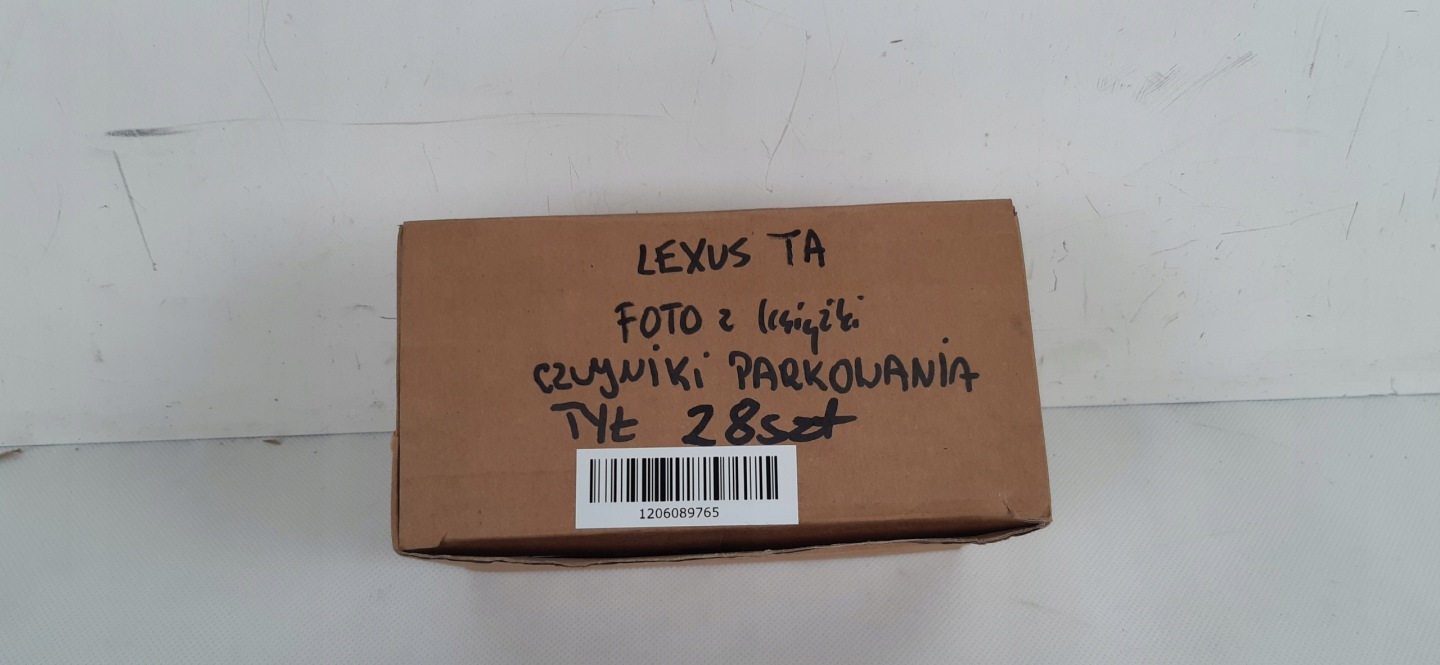 LEXUS TA
FOTO z książki
CZUJNIKI PARKOWANIA
TYŁ 28szt
1206089765